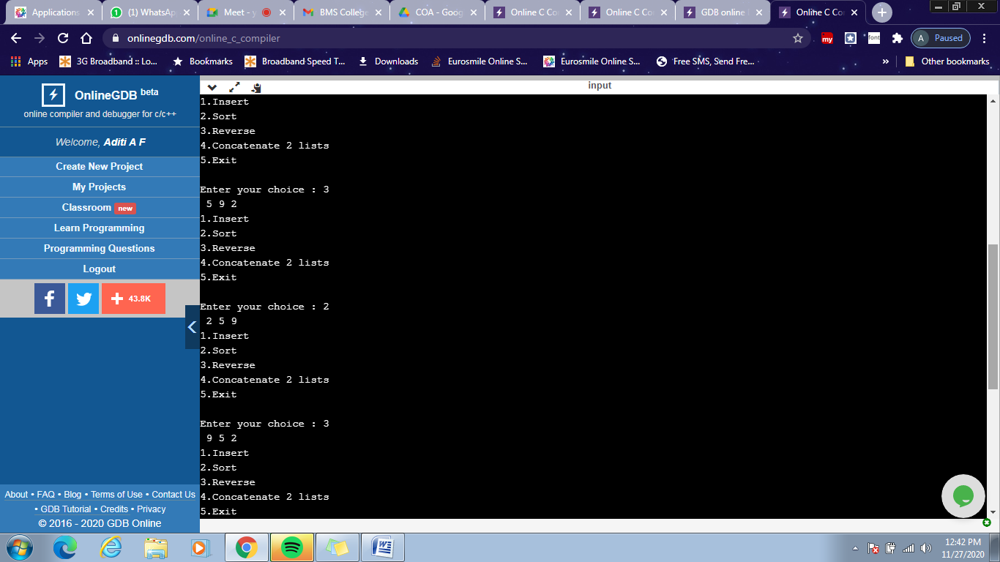 Applications
(1) WhatsAp
Meet - y
BMS College
COA - Goog
Online C Co
Online C Co
GDB online
Online C Co
onlinegdb.com/online_c_compiler
my
font
A Paused
Apps
3G Broadband :: Lo...
Bookmarks
Broadband Speed T...
Downloads
Eurosmile Online S...
Eurosmile Online S...
Free SMS, Send Fre...
»
Other bookmarks
OnlineGDB beta
online compiler and debugger for c/c++
Welcome, Aditi A F
Create New Project
My Projects
Classroom new
Learn Programming
Programming Questions
Logout
43.8K
About • FAQ • Blog • Terms of Use • Contact Us
• GDB Tutorial • Credits • Privacy
© 2016 - 2020 GDB Online
input
1.Insert
2.Sort
3.Reverse
4.Concatenate 2 lists
5.Exit
Enter your choice : 3
5 9 2
1.Insert
2.Sort
3.Reverse
4.Concatenate 2 lists
5.Exit
Enter your choice : 2
2 5 9
1.Insert
2.Sort
3.Reverse
4.Concatenate 2 lists
5.Exit
Enter your choice : 3
9 5 2
1.Insert
2.Sort
3.Reverse
4.Concatenate 2 lists
5.Exit
12:42 PM
11/27/2020